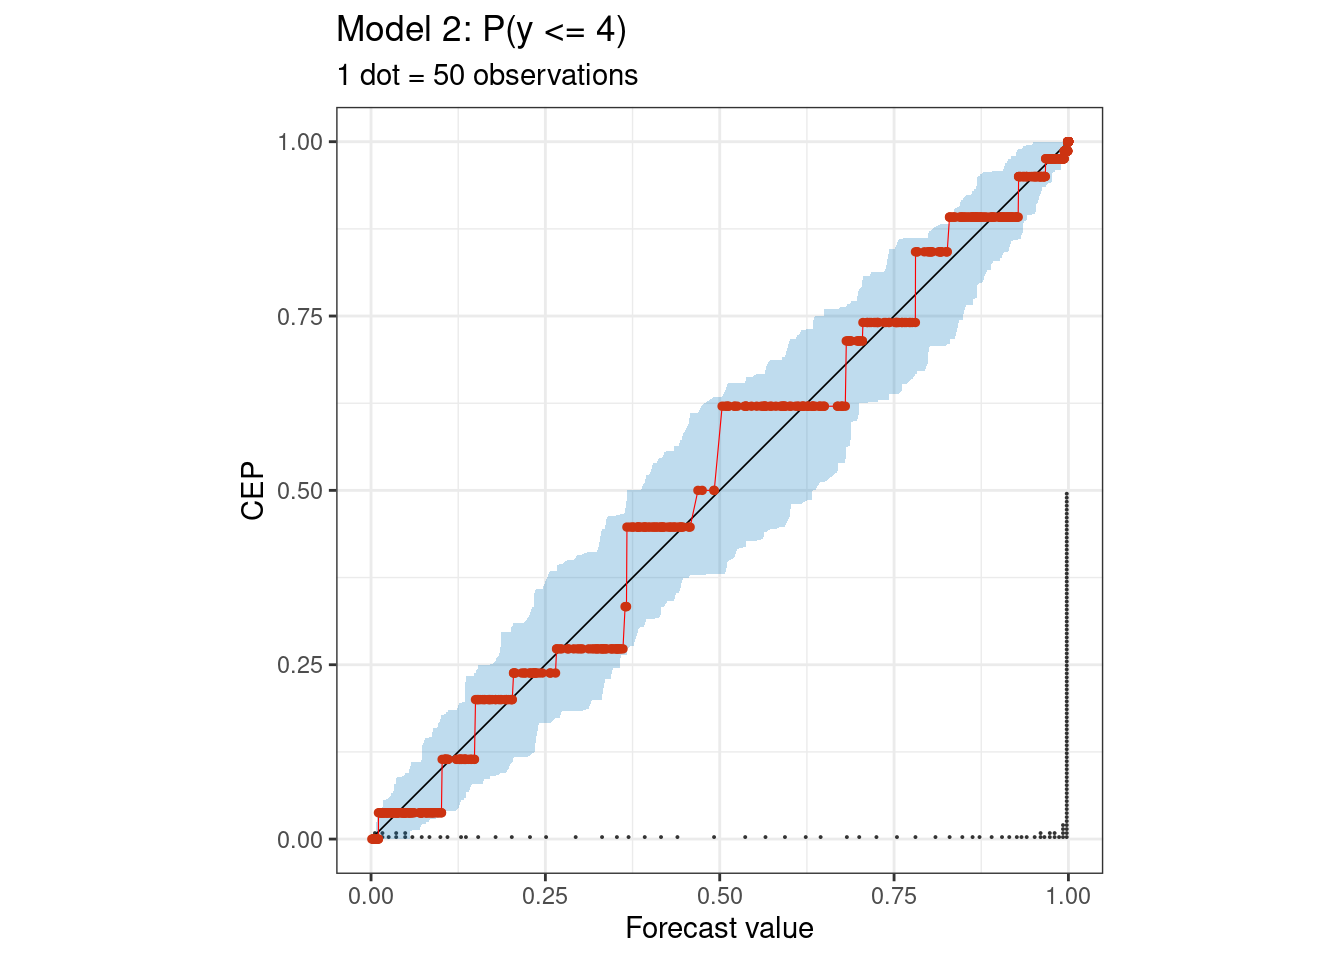 Model 2: P(y <= 4)
1 dot = 50 observations
1.00
0.75
0.50
0.25
0.00
CEP
0.00 0.25 0.50 0.75 1.00
Forecast value